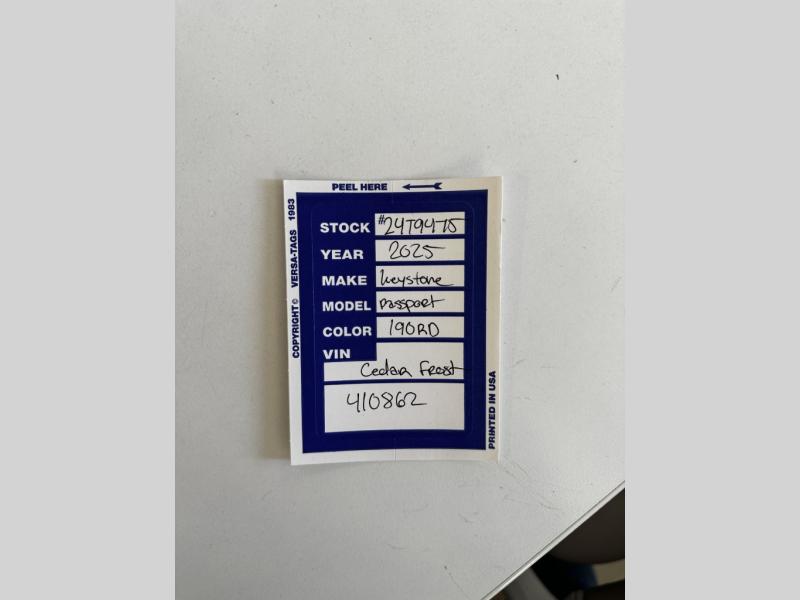 PEEL HERE
COPYRIGHT© VERSA-TAGS 1983
STOCK #24T9475
YEAR 2025
MAKE Keystone
MODEL Passport
COLOR 190RD
VIN
Cedar Frost
410862
PRINTED IN USA